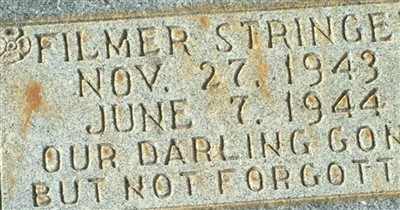 FILMER STRINGE
NOV. 27, 1943
JUNE 7. 1944
OUR DARLING GON
BUT NOT FORGOTT